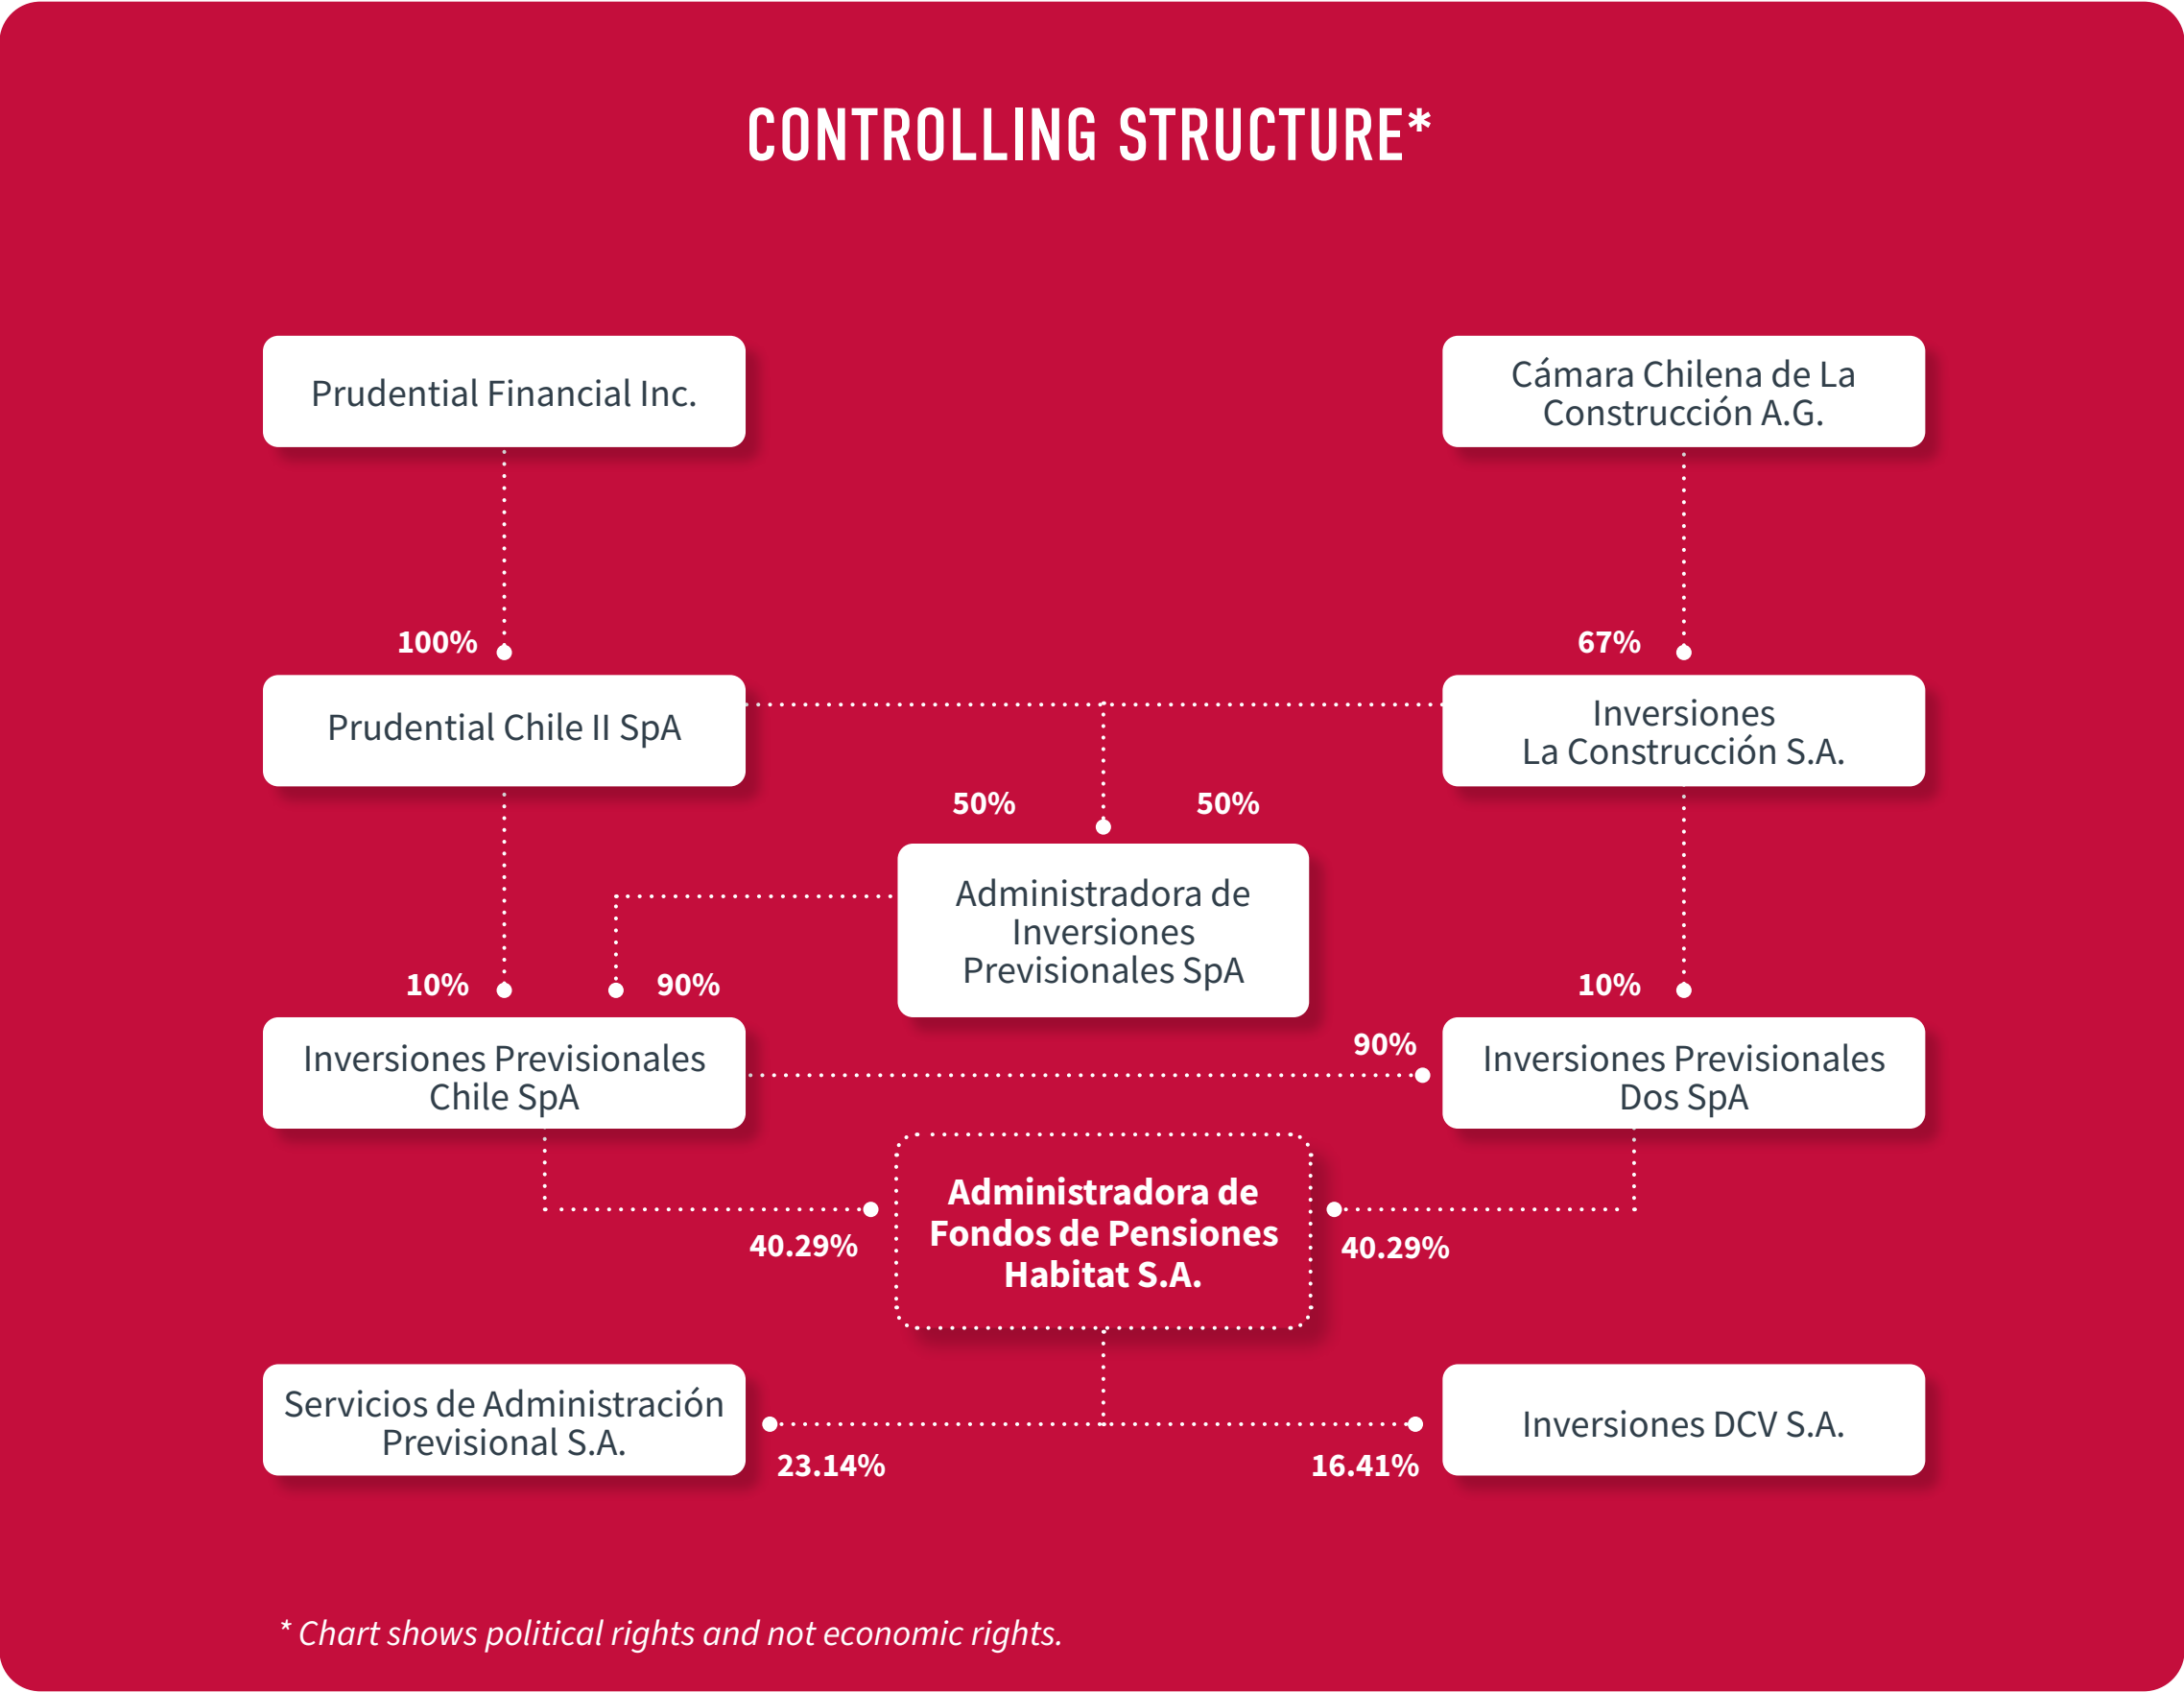 CONTROLLING STRUCTURE*
Prudential Financial Inc.
Cámara Chilena de La
Construcción A.G.
100%
67%
Prudential Chile II SpA
Inversiones
La Construcción S.A.
50%
50%
Administradora de
Inversiones
Previsionales SpA
10%
90%
10%
Inversiones Previsionales
Chile SpA
90%
Inversiones Previsionales
Dos SpA
Administradora de
Fondos de Pensiones
Habitat S.A.
40.29%
40.29%
Servicios de Administración
Previsional S.A.
Inversiones DCV S.A.
23.14%
16.41%
* Chart shows political rights and not economic rights.